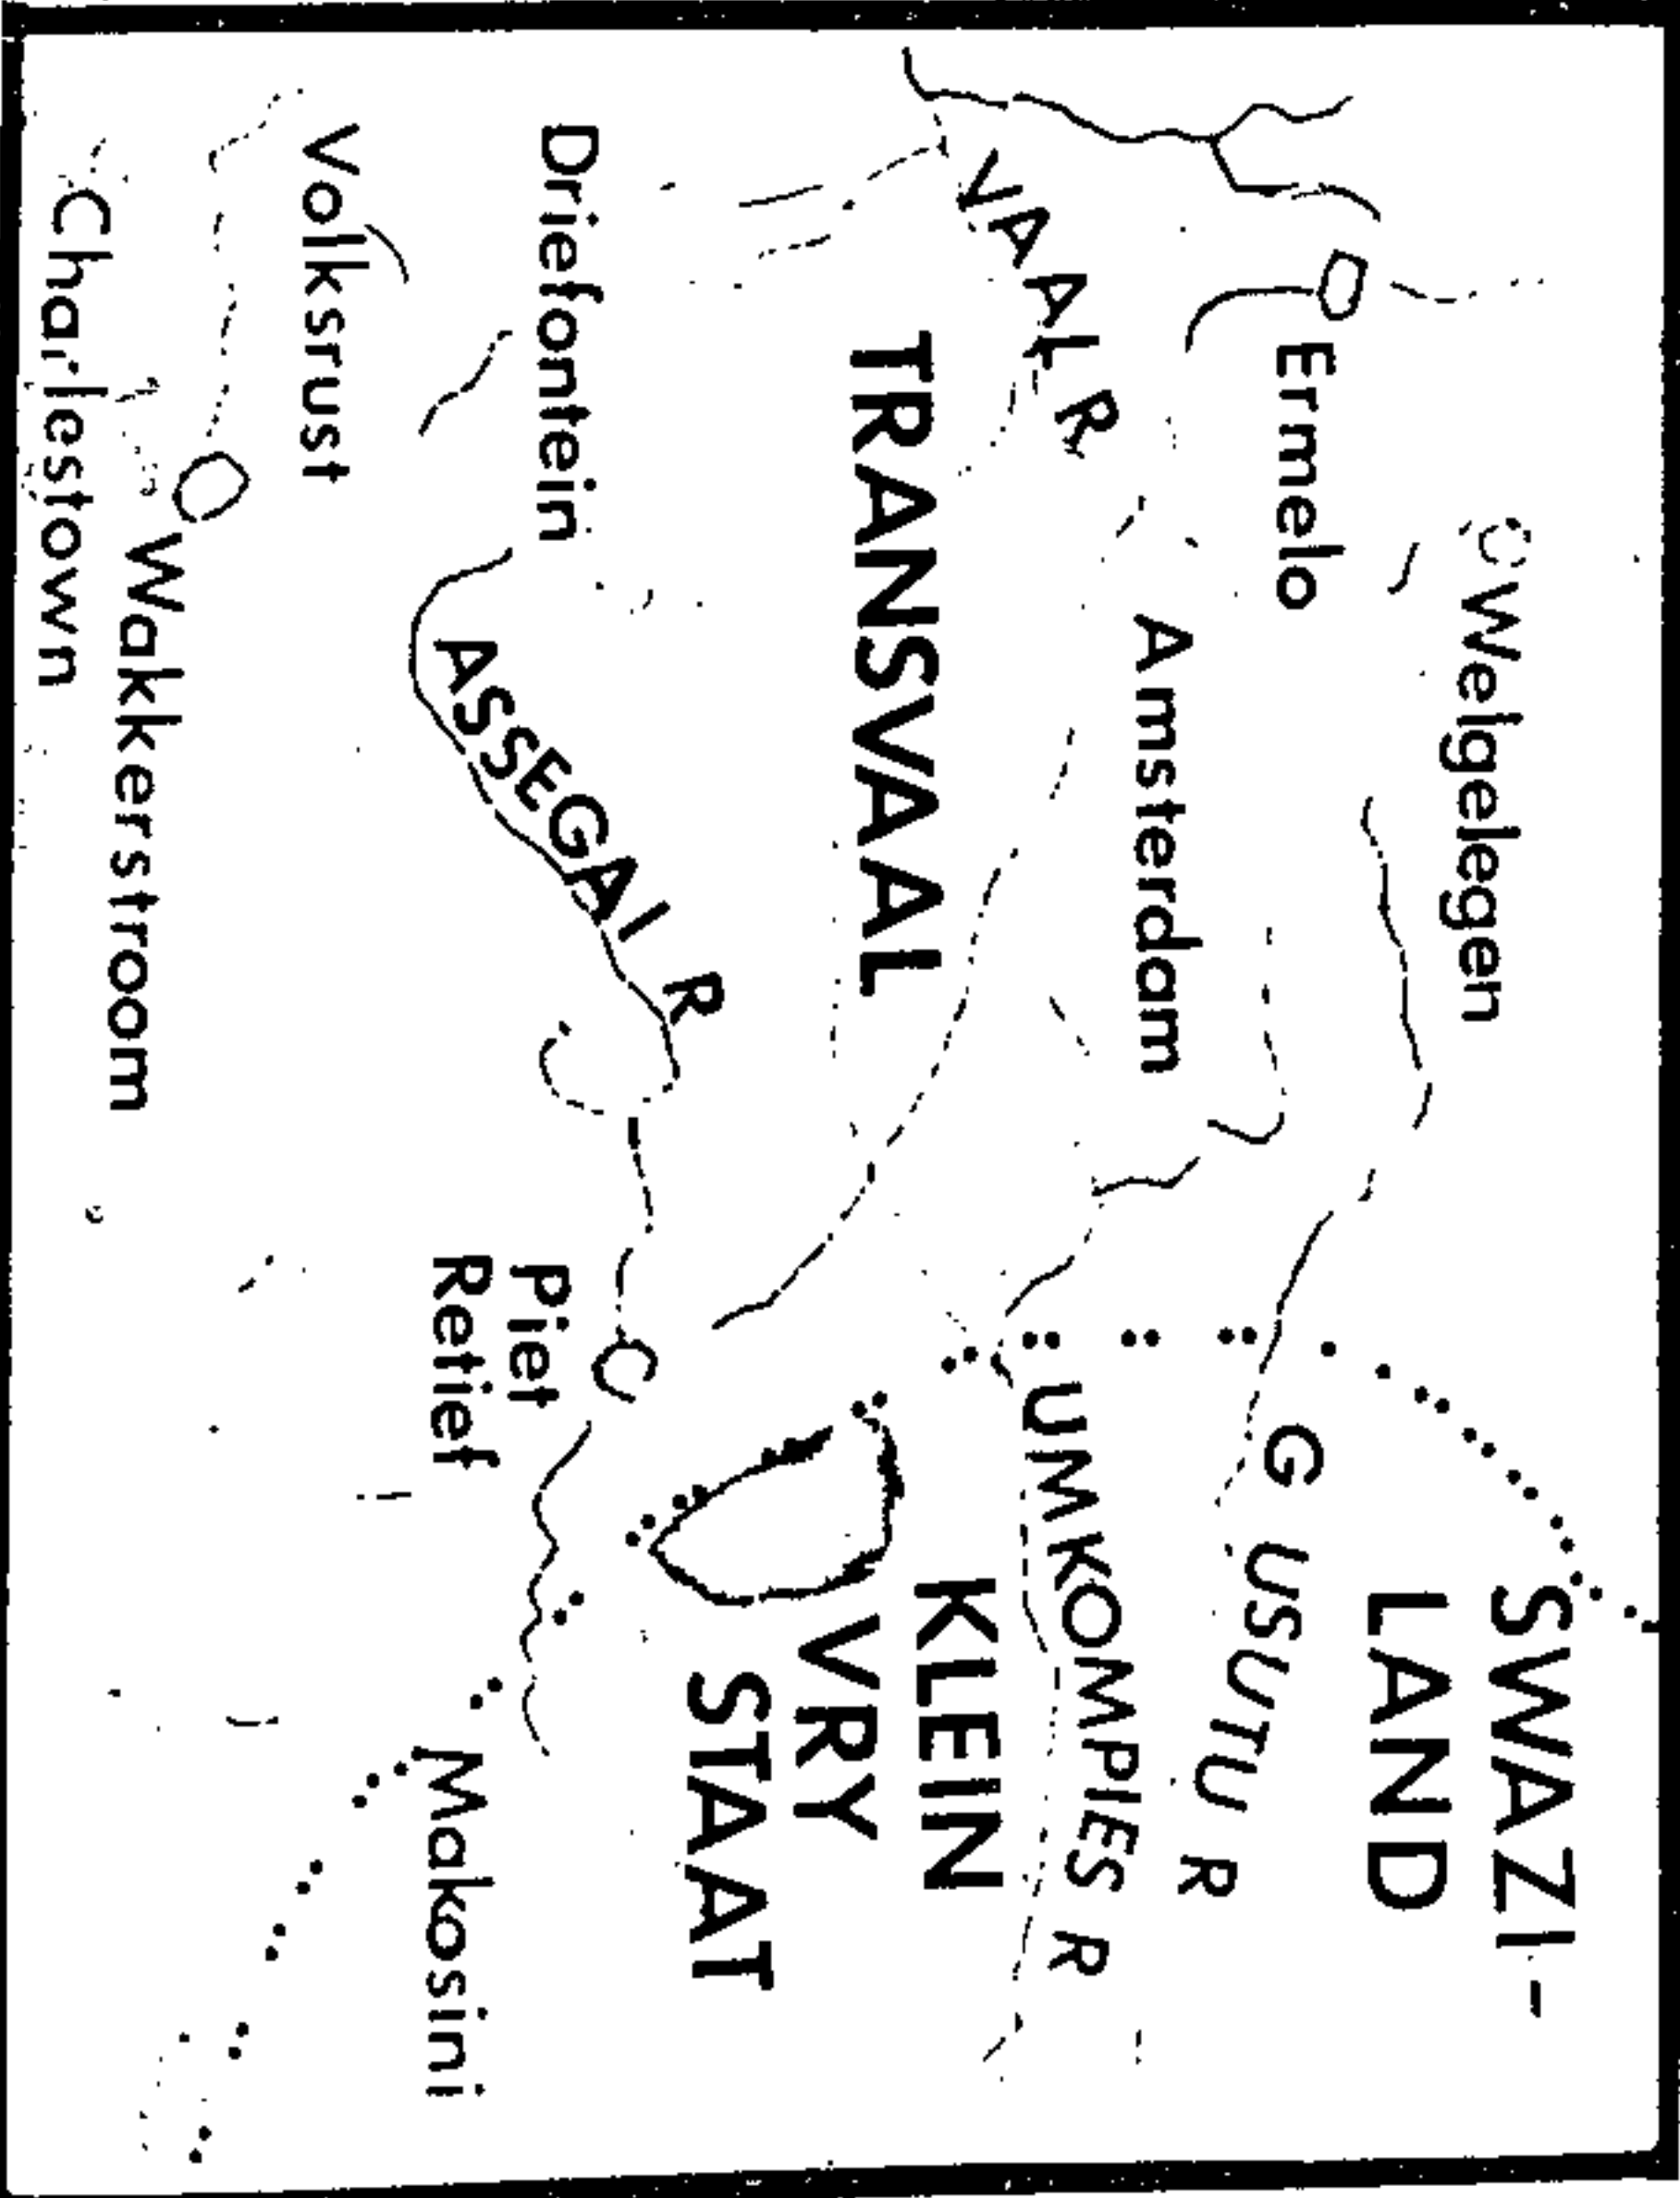 Welgelegen
SWAZI-
LAND
Ermelo
Amsterdam
G USUTU R
VAAL R
UMKOMPIES R
TRANSVAAL
KLEIN
VRY
STAAT
Driefontein
ASSEGAI R
Piet
Retief
Makosini
Volksrust
Wakkerstroom
Charlestown